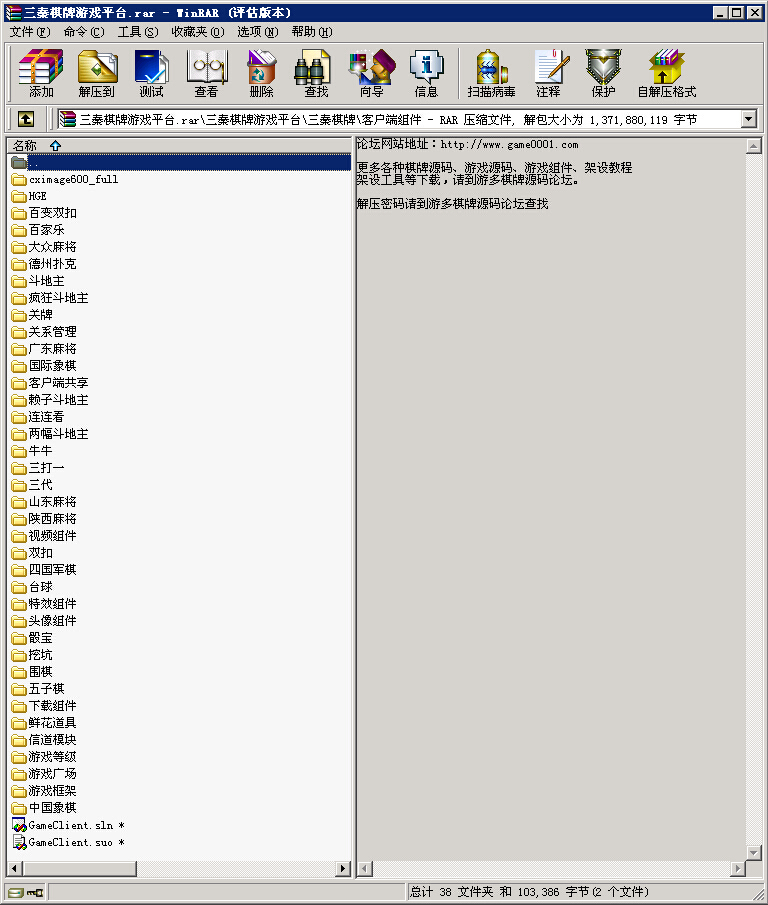 三秦棋牌游戏平台.rar - WinRAR (评估版本)
文件(F) 命令(C) 工具(S) 收藏夹(O) 选项(N) 帮助(H)
添加 解压到 测试 查看 删除 查找 向导 信息 扫描病毒 注释 保护 自解压格式
三秦棋牌游戏平台.rar\三秦棋牌游戏平台\三秦棋牌\客户端组件 - RAR 压缩文件, 解包大小为 1,371,880,119 字节
名称
..
cximage600_full
HGE
百变双扣
百家乐
大众麻将
德州扑克
斗地主
疯狂斗地主
关牌
关系管理
广东麻将
国际象棋
客户端共享
赖子斗地主
连连看
两幅斗地主
牛牛
三打一
三代
山东麻将
陕西麻将
视频组件
双扣
四国军棋
台球
特效组件
头像组件
骰宝
挖坑
围棋
五子棋
下载组件
鲜花道具
信道模块
游戏等级
游戏广场
游戏框架
中国象棋
GameClient.sln *
GameClient.suo *
论坛网站地址：http://www.game0001.com
更多各种棋牌源码、游戏源码、游戏组件、架设教程
架设工具等下载，请到游多棋牌源码论坛。
解压密码请到游多棋牌源码论坛查找
总计 38 文件夹 和 103,386 字节(2 个文件)